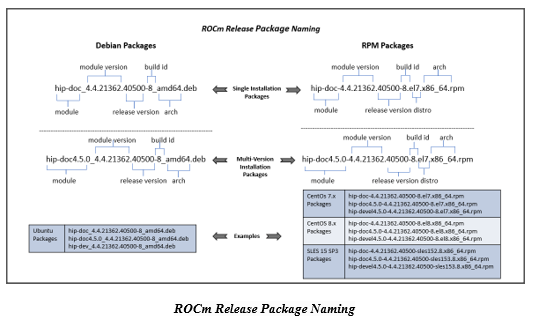 ROCm Release Package Naming
Debian Packages
RPM Packages
module version
build id
hip-doc_4.4.21362.40500-8_amd64.deb
module
release version
arch
Single Installation
Packages
module version
build id
arch
hip-doc-4.4.21362.40500-8.el7.x86_64.rpm
module
release version
distro
module version
build id
hip-doc4.5.0_4.4.21362.40500-8_amd64.deb
module
release version
arch
Multi-Version
Installation
Packages
module version
build id
arch
hip-doc4.5.0-4.4.21362.40500-8.el7.x86_64.rpm
module
release version
distro
Ubuntu
Packages
hip-doc_4.4.21362.40500-8_amd64.deb
hip-doc4.5.0_4.4.21362.40500-8_amd64.deb
hip-dev_4.4.21362.40500-8_amd64.deb
Examples
CentOs 7.x
Packages
hip-doc-4.4.21362.40500-8.el7.x86_64.rpm
hip-doc4.5.0-4.4.21362.40500-8.el7.x86_64.rpm
hip-devel4.5.0-4.4.21362.40500-8.el7.x86_64.rpm
CentOS 8.x
Packages
hip-doc-4.4.21362.40500-8.el8.x86_64.rpm
hip-doc4.5.0-4.4.21362.40500-8.el8.x86_64.rpm
hip-devel4.5.0-4.4.21362.40500-8.el8.x86_64.rpm
SLES 15 SP3
Packages
hip-doc-4.4.21362.40500-sles152.8.x86_64.rpm
hip-doc4.5.0-4.4.21362.40500-sles153.8.x86_64.rpm
hip-devel4.5.0-4.4.21362.40500-sles153.8.x86_64.rpm
ROCm Release Package Naming